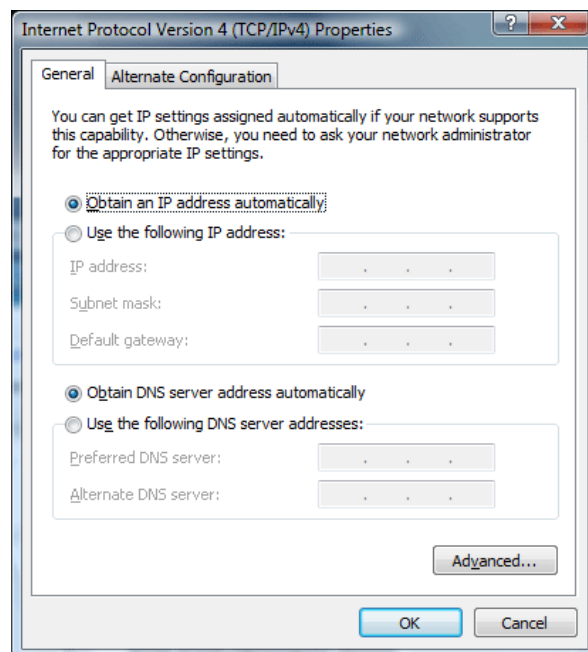 Internet Protocol Version 4 (TCP/IPv4) Properties
?
General
Alternate Configuration
You can get IP settings assigned automatically if your network supports
this capability. Otherwise, you need to ask your network administrator
for the appropriate IP settings.
Obtain an IP address automatically
Use the following IP address:
IP address:
Subnet mask:
Default gateway:
Obtain DNS server address automatically
Use the following DNS server addresses:
Preferred DNS server:
Alternate DNS server:
Advanced...
OK
Cancel